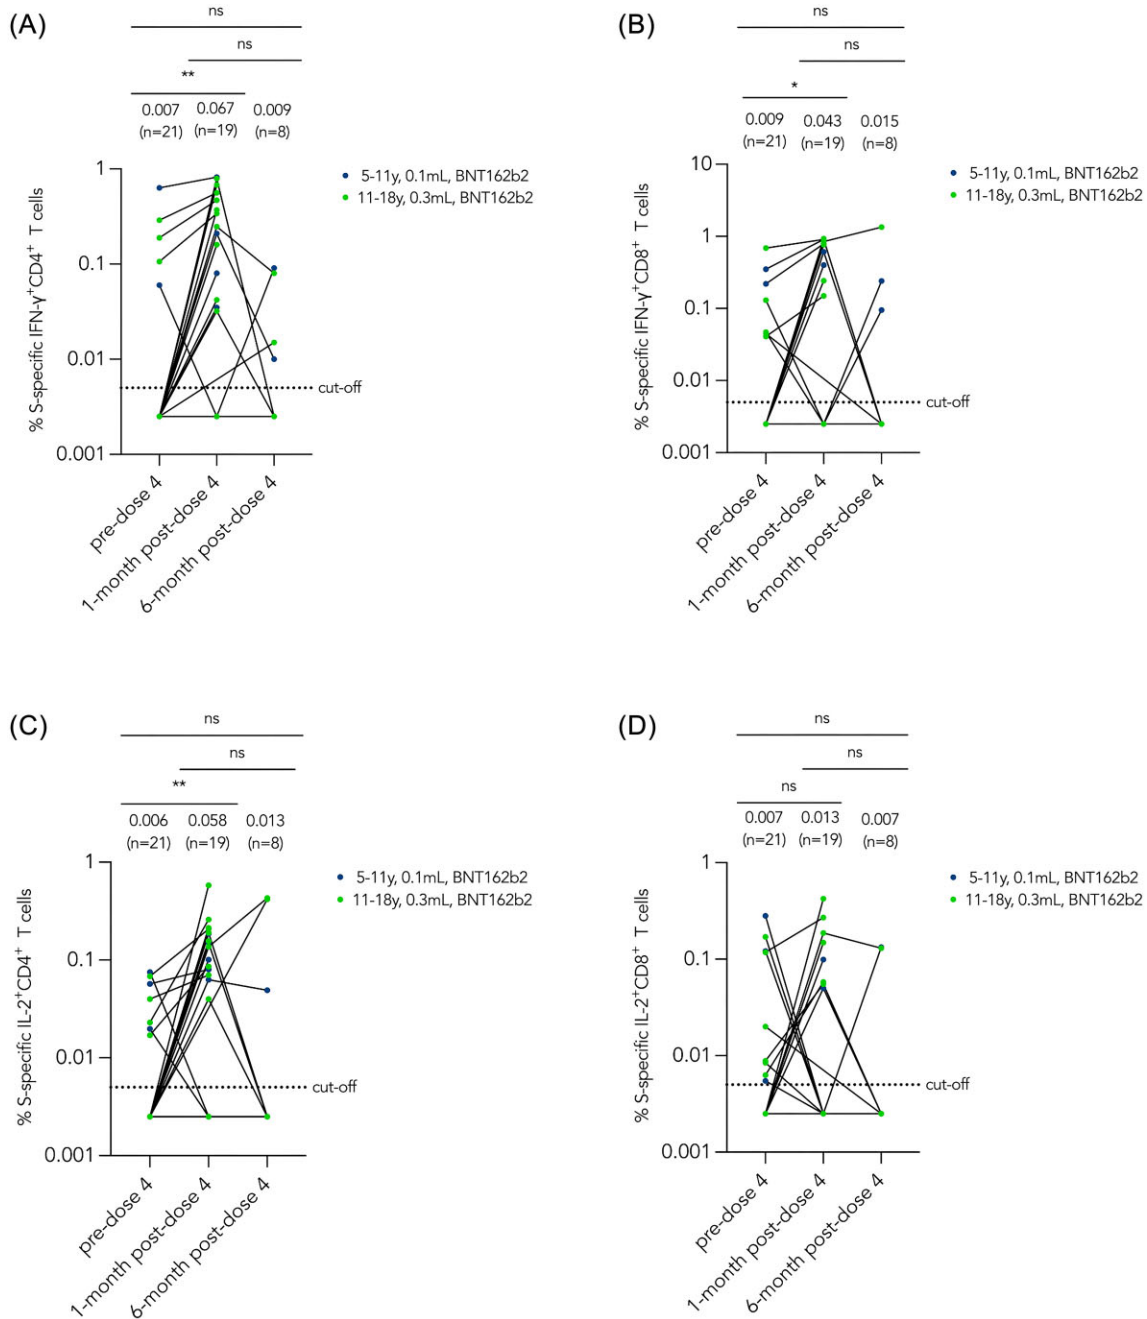 (A)
ns
ns
**
0.007 0.067 0.009
(n=21) (n=19) (n=8)
% S-specific IFN-γ⁺CD4⁺ T cells
1
0.1
0.01
0.001
cut-off
5-11y, 0.1mL, BNT162b2
11-18y, 0.3mL, BNT162b2
pre-dose 4
1-month post-dose 4
6-month post-dose 4
(B)
ns
ns
*
0.009 0.043 0.015
(n=21) (n=19) (n=8)
% S-specific IFN-γ⁺CD8⁺ T cells
10
1
0.1
0.01
0.001
cut-off
5-11y, 0.1mL, BNT162b2
11-18y, 0.3mL, BNT162b2
pre-dose 4
1-month post-dose 4
6-month post-dose 4
(C)
ns
ns
**
0.006 0.058 0.013
(n=21) (n=19) (n=8)
% S-specific IL-2⁺CD4⁺ T cells
1
0.1
0.01
0.001
cut-off
5-11y, 0.1mL, BNT162b2
11-18y, 0.3mL, BNT162b2
pre-dose 4
1-month post-dose 4
6-month post-dose 4
(D)
ns
ns
ns
0.007 0.013 0.007
(n=21) (n=19) (n=8)
% S-specific IL-2⁺CD8⁺ T cells
1
0.1
0.01
0.001
cut-off
5-11y, 0.1mL, BNT162b2
11-18y, 0.3mL, BNT162b2
pre-dose 4
1-month post-dose 4
6-month post-dose 4